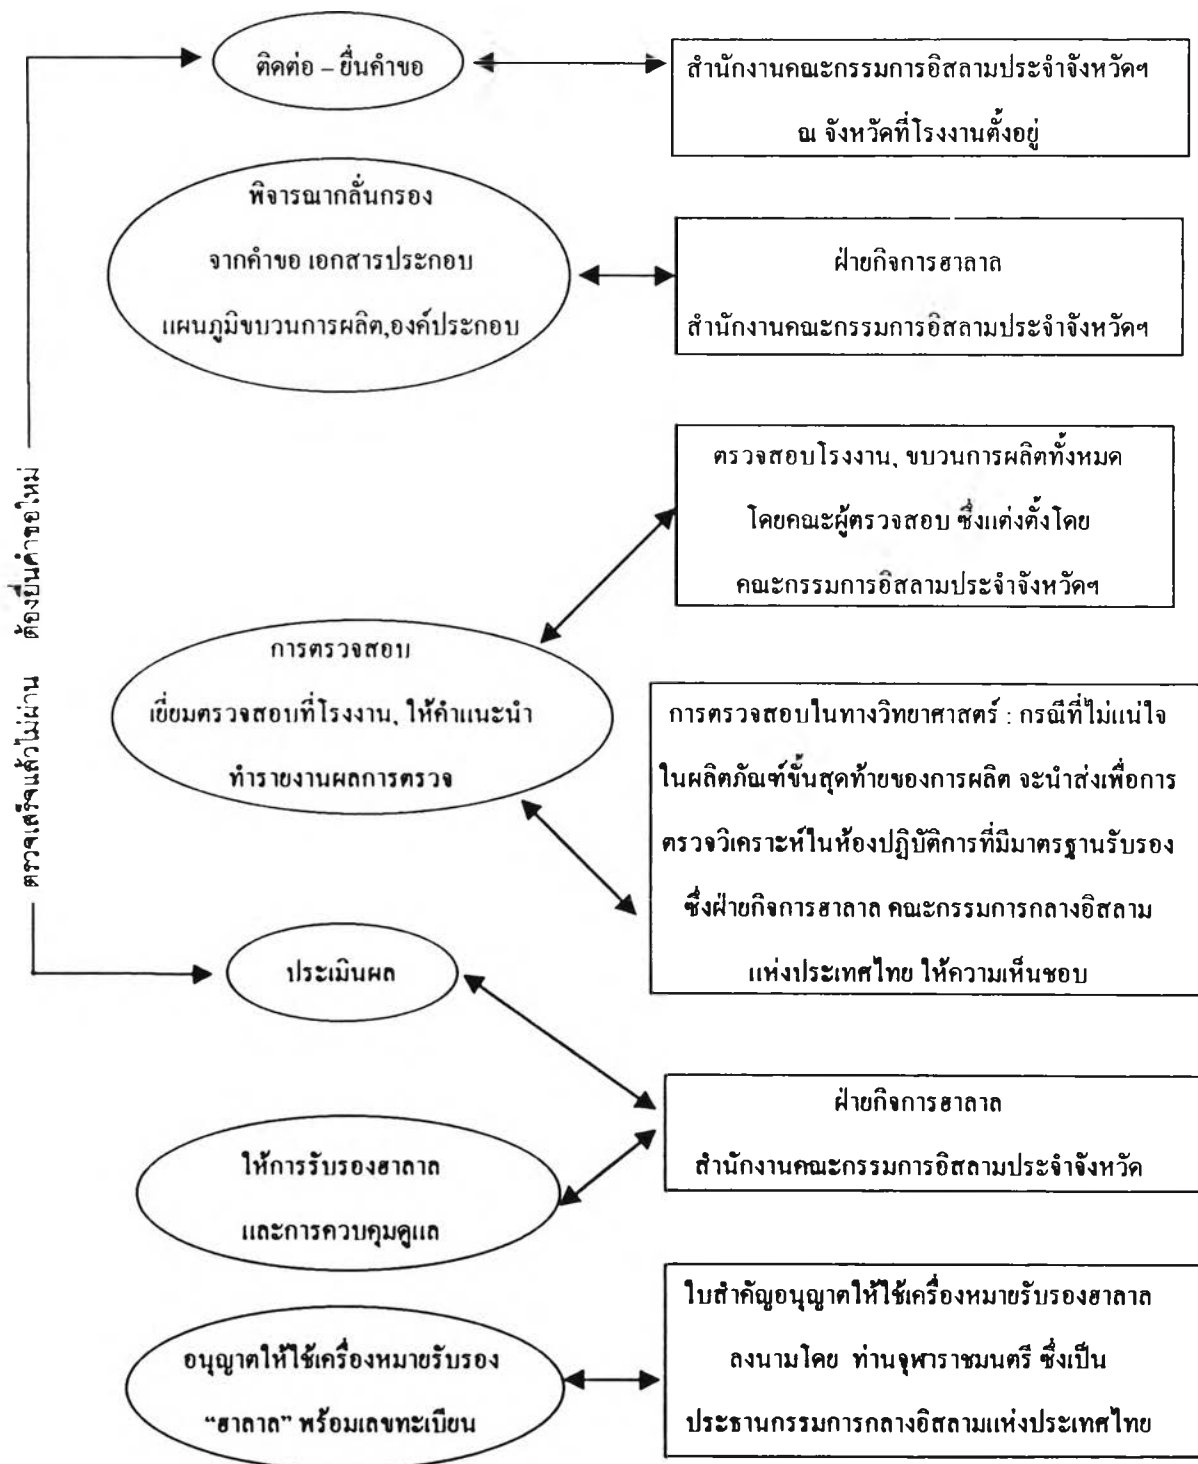 ติดต่อ – ยื่นคำขอ
สำนักงานคณะกรรมการอิสลามประจำจังหวัดฯ
ณ จังหวัดที่โรงงานตั้งอยู่
พิจารณากลั่นกรอง
จากคำขอ เอกสารประกอบ
แผนภูมิขบวนการผลิต,องค์ประกอบ
ฝ่ายกิจการฮาลาล
สำนักงานคณะกรรมการอิสลามประจำจังหวัดฯ
ตรวจสอบโรงงาน, ขบวนการผลิตทั้งหมด
โดยคณะผู้ตรวจสอบ ซึ่งแต่งตั้งโดย
คณะกรรมการอิสลามประจำจังหวัดฯ
ตรวจเสร็จแล้วไม่ผ่าน ต้องยื่นคำขอใหม่
การตรวจสอบ
เยี่ยมตรวจสอบที่โรงงาน, ให้คำแนะนำ
ทำรายงานผลการตรวจ
การตรวจสอบในทางวิทยาศาสตร์ : กรณีที่ไม่แน่ใจ
ในผลิตภัณฑ์ขั้นสุดท้ายของการผลิต จะนำส่งเพื่อการ
ตรวจวิเคราะห์ในห้องปฏิบัติการที่มีมาตรฐานรับรอง
ซึ่งฝ่ายกิจการฮาลาล คณะกรรมการกลางอิสลาม
แห่งประเทศไทย ให้ความเห็นชอบ
ประเมินผล
ฝ่ายกิจการฮาลาล
สำนักงานคณะกรรมการอิสลามประจำจังหวัด
ให้การรับรองฮาลาล
และการควบคุมดูแล
อนุญาตให้ใช้เครื่องหมายรับรอง
“ฮาลาล” พร้อมเลขทะเบียน
ใบสำคัญอนุญาตให้ใช้เครื่องหมายรับรองฮาลาล
ลงนามโดย ท่านจุฬาราชมนตรี ซึ่งเป็น
ประธานกรรมการกลางอิสลามแห่งประเทศไทย